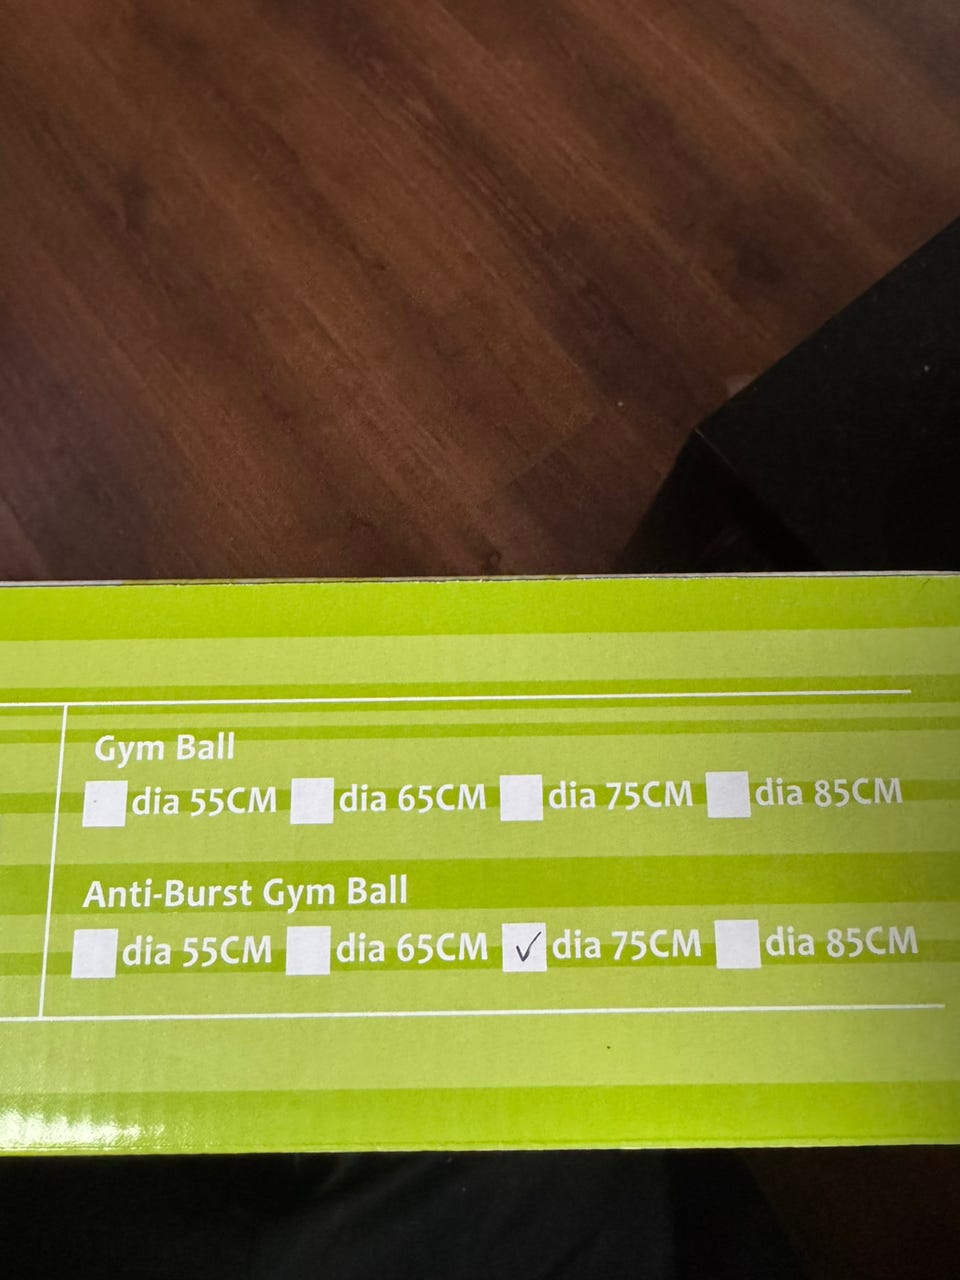 Gym Ball
dia 55CM dia 65CM dia 75CM dia 85CM
Anti-Burst Gym Ball
dia 55CM dia 65CM ✓ dia 75CM dia 85CM